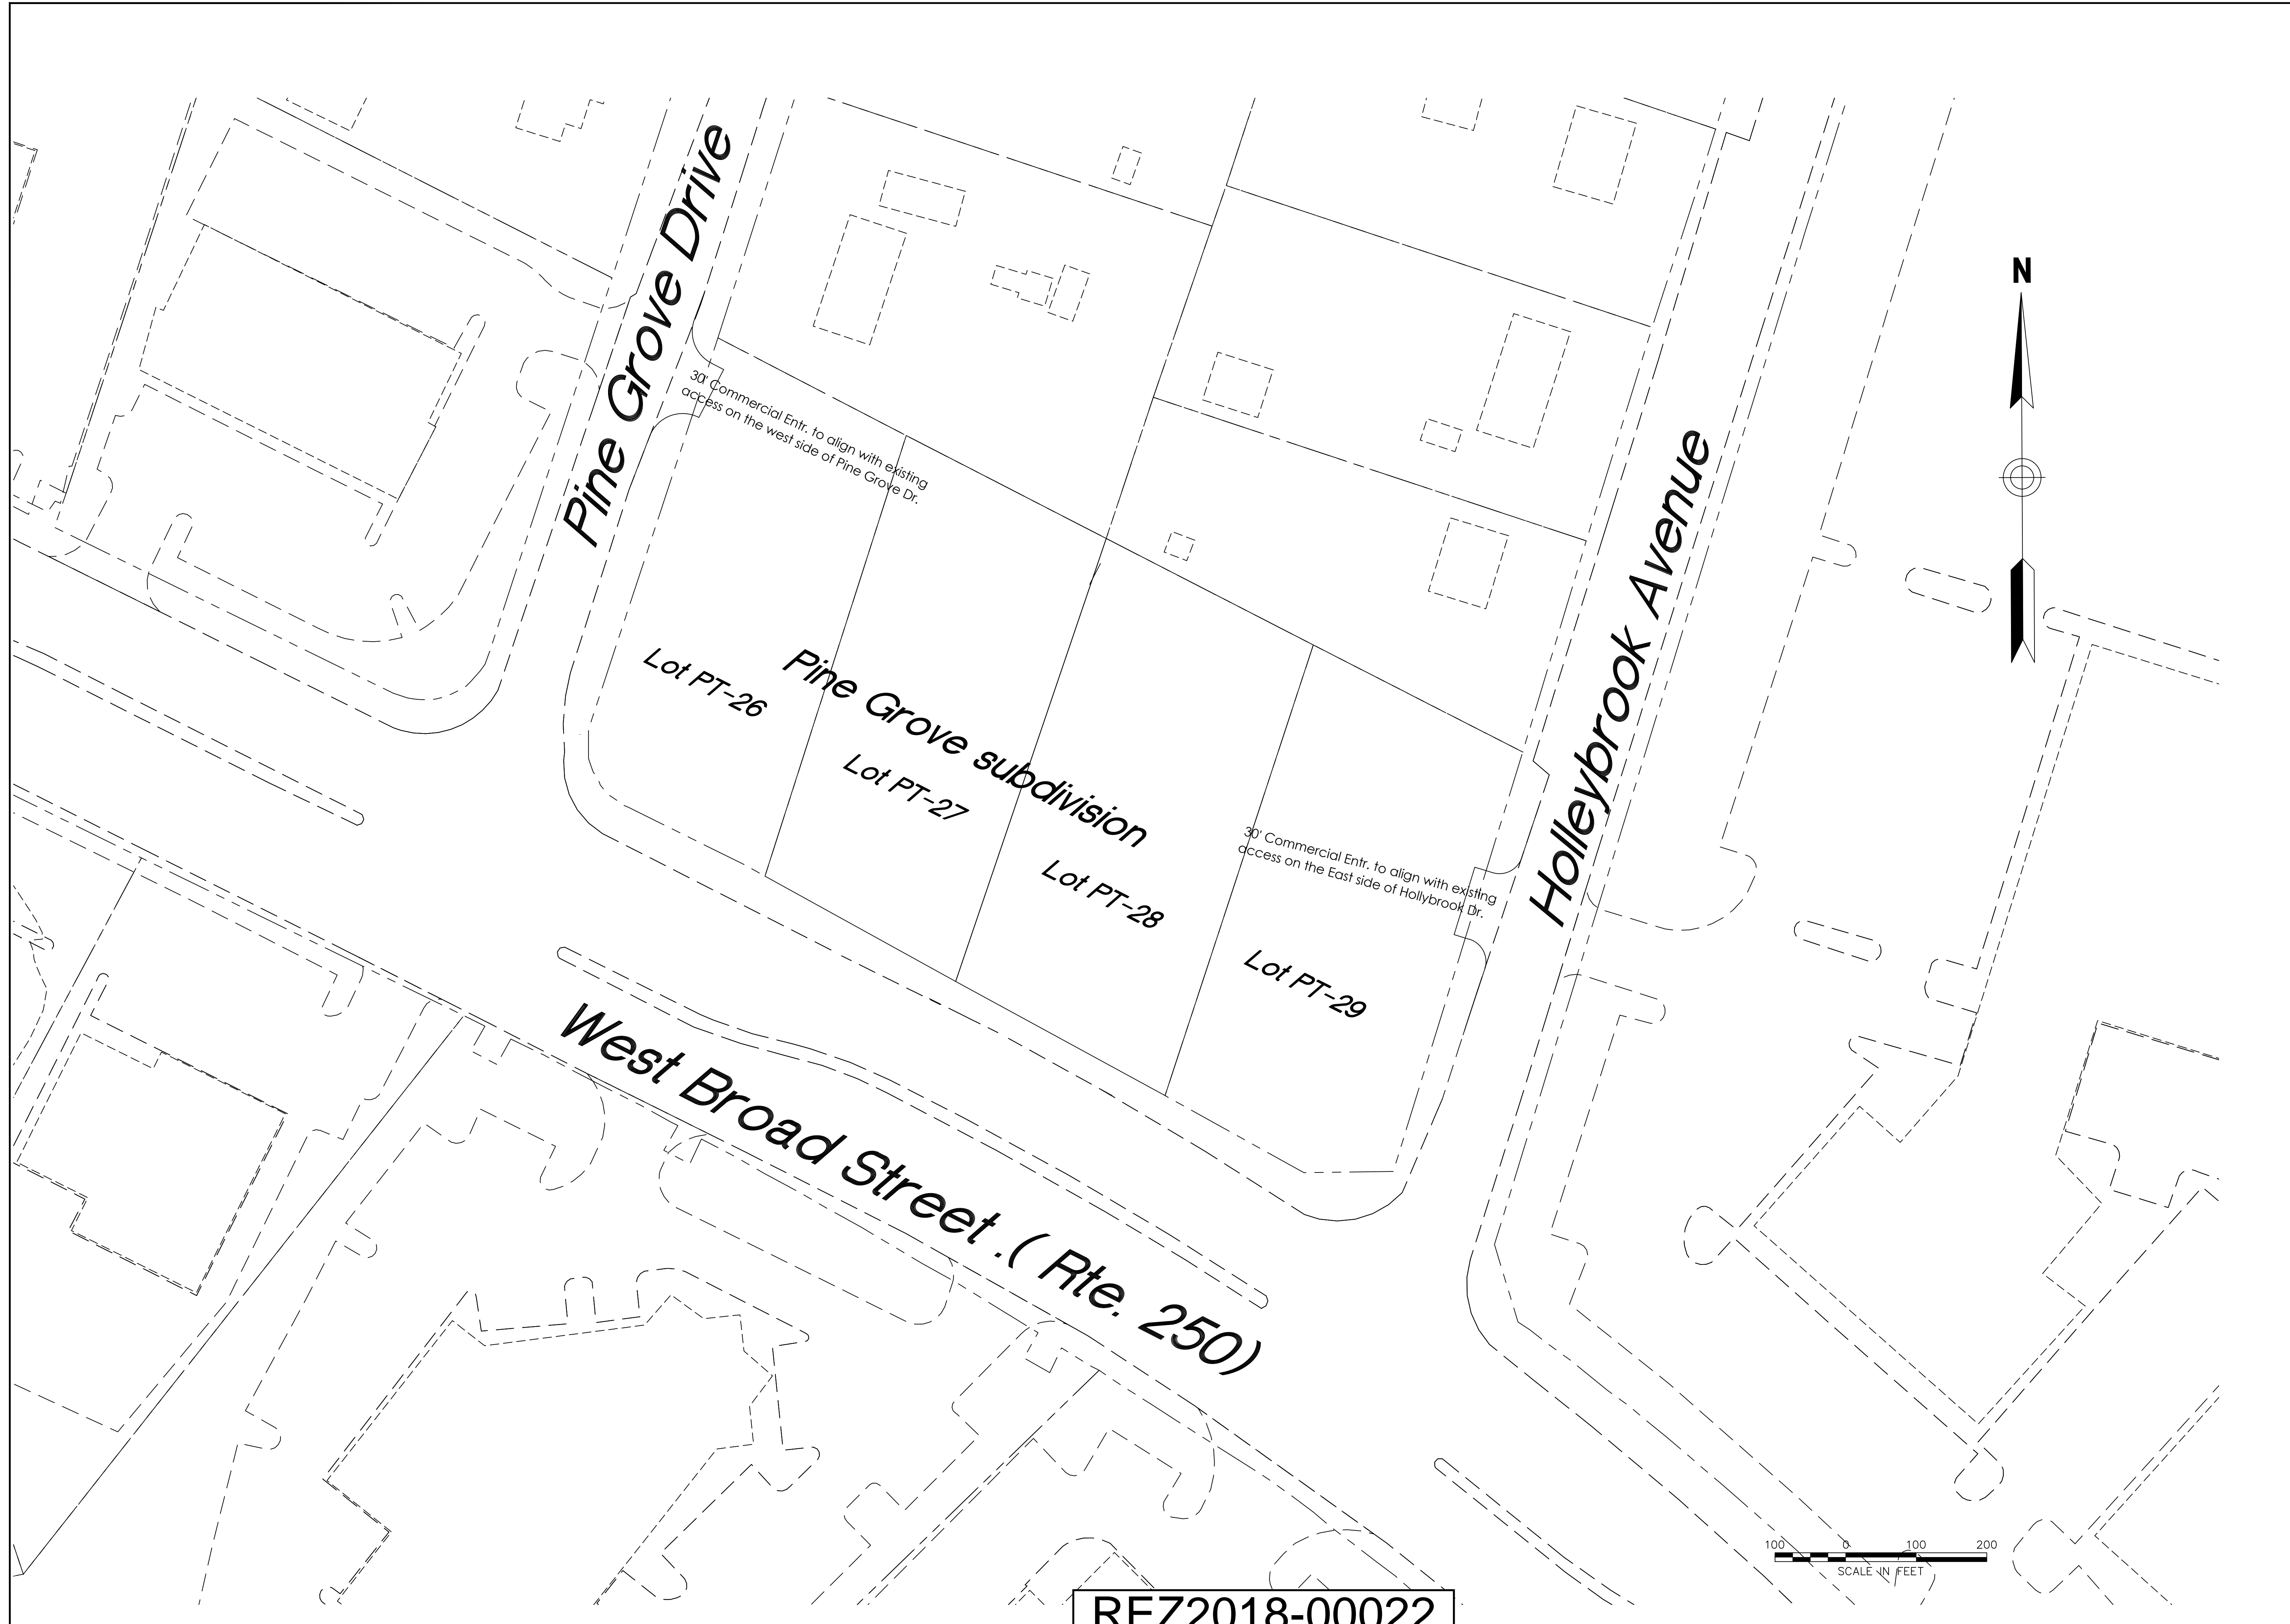 Pine Grove Drive
N
30' Commercial Entr. to align with existing
access on the west side of Pine Grove Dr.
Holleybrook Avenue
Lot PT-26
Pine Grove subdivision
Lot PT-27
Lot PT-28
30' Commercial Entr. to align with existing
access on the East side of Hollybrook Dr.
Lot PT-29
West Broad Street .( Rte. 250)
100 0 100 200
SCALE IN FEET
REZ2018-00022